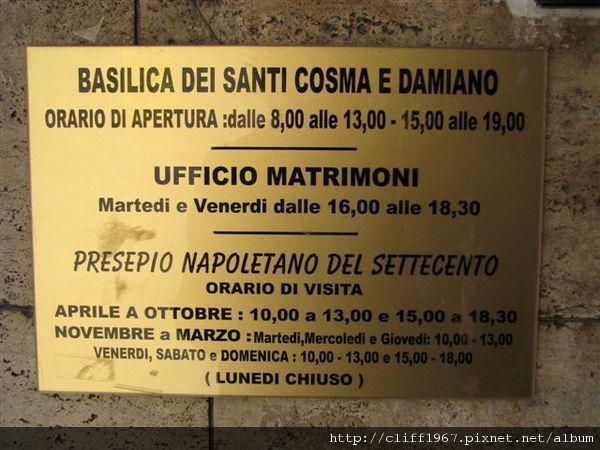 BASILICA DEI SANTI COSMA E DAMIANO
ORARIO DI APERTURA :dalle 8,00 alle 13,00 - 15,00 alle 19,00
UFFICIO MATRIMONI
Martedi e Venerdi dalle 16,00 alle 18,30
PRESEPIO NAPOLETANO DEL SETTECENTO
ORARIO DI VISITA
APRILE A OTTOBRE : 10,00 a 13,00 e 15,00 a 18,30
NOVEMBRE a MARZO : Martedi,Mercoledi e Giovedi: 10,00 - 13,00
VENERDI, SABATO e DOMENICA : 10,00 - 13,00 e 15,00 - 18,00
( LUNEDI CHIUSO )
http://cliff1967.pixnet.net/album